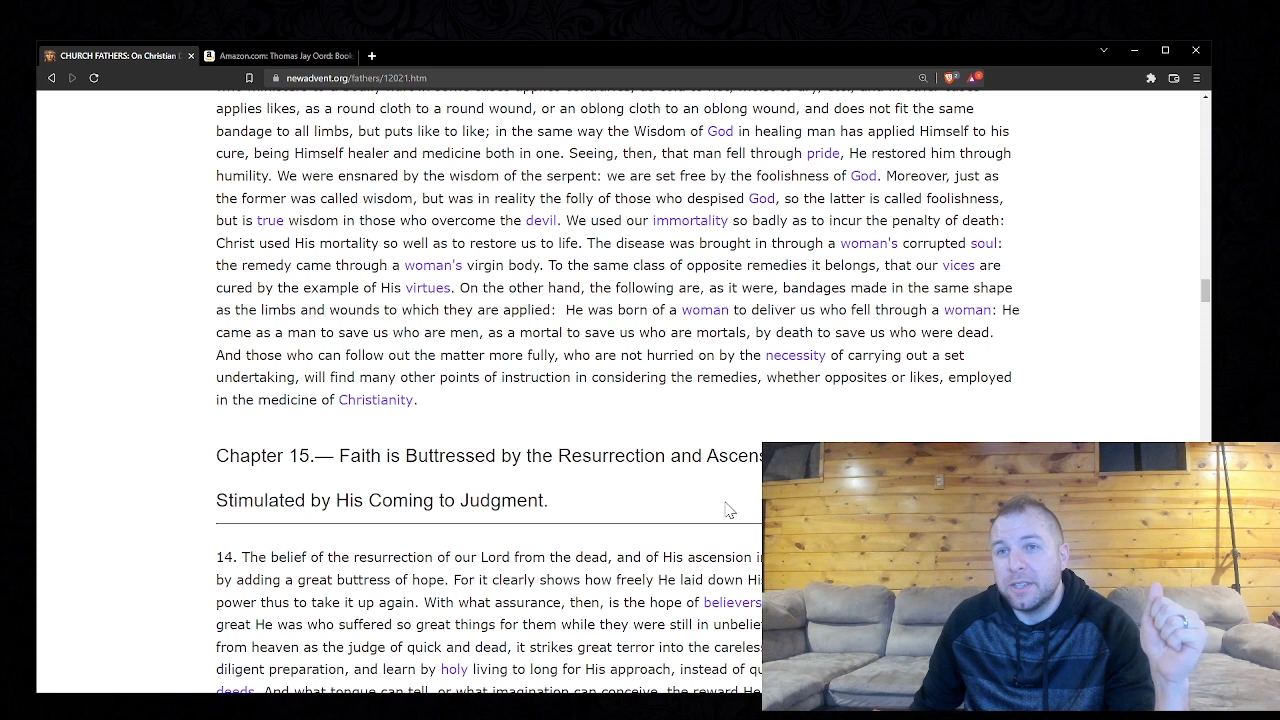 CHURCH FATHERS: On Christian
Amazon.com: Thomas Jay Oord: Book
newadvent.org/fathers/12021.htm
applies likes, as a round cloth to a round wound, or an oblong cloth to an oblong wound, and does not fit the same
bandage to all limbs, but puts like to like; in the same way the Wisdom of God in healing man has applied Himself to his
cure, being Himself healer and medicine both in one. Seeing, then, that man fell through pride, He restored him through
humility. We were ensnared by the wisdom of the serpent: we are set free by the foolishness of God. Moreover, just as
the former was called wisdom, but was in reality the folly of those who despised God, so the latter is called foolishness,
but is true wisdom in those who overcome the devil. We used our immortality so badly as to incur the penalty of death:
Christ used His mortality so well as to restore us to life. The disease was brought in through a woman's corrupted soul:
the remedy came through a woman's virgin body. To the same class of opposite remedies it belongs, that our vices are
cured by the example of His virtues. On the other hand, the following are, as it were, bandages made in the same shape
as the limbs and wounds to which they are applied: He was born of a woman to deliver us who fell through a woman: He
came as a man to save us who are men, as a mortal to save us who are mortals, by death to save us who were dead.
And those who can follow out the matter more fully, who are not hurried on by the necessity of carrying out a set
undertaking, will find many other points of instruction in considering the remedies, whether opposites or likes, employed
in the medicine of Christianity.
Chapter 15.— Faith is Buttressed by the Resurrection and Ascens
Stimulated by His Coming to Judgment.
14. The belief of the resurrection of our Lord from the dead, and of His ascension i
by adding a great buttress of hope. For it clearly shows how freely He laid down Hi
power thus to take it up again. With what assurance, then, is the hope of believers
great He was who suffered so great things for them while they were still in unbelie
from heaven as the judge of quick and dead, it strikes great terror into the careless
diligent preparation, and learn by holy living to long for His approach, instead of qu
deeds. And what tongue can tell, or what imagination can conceive, the reward He